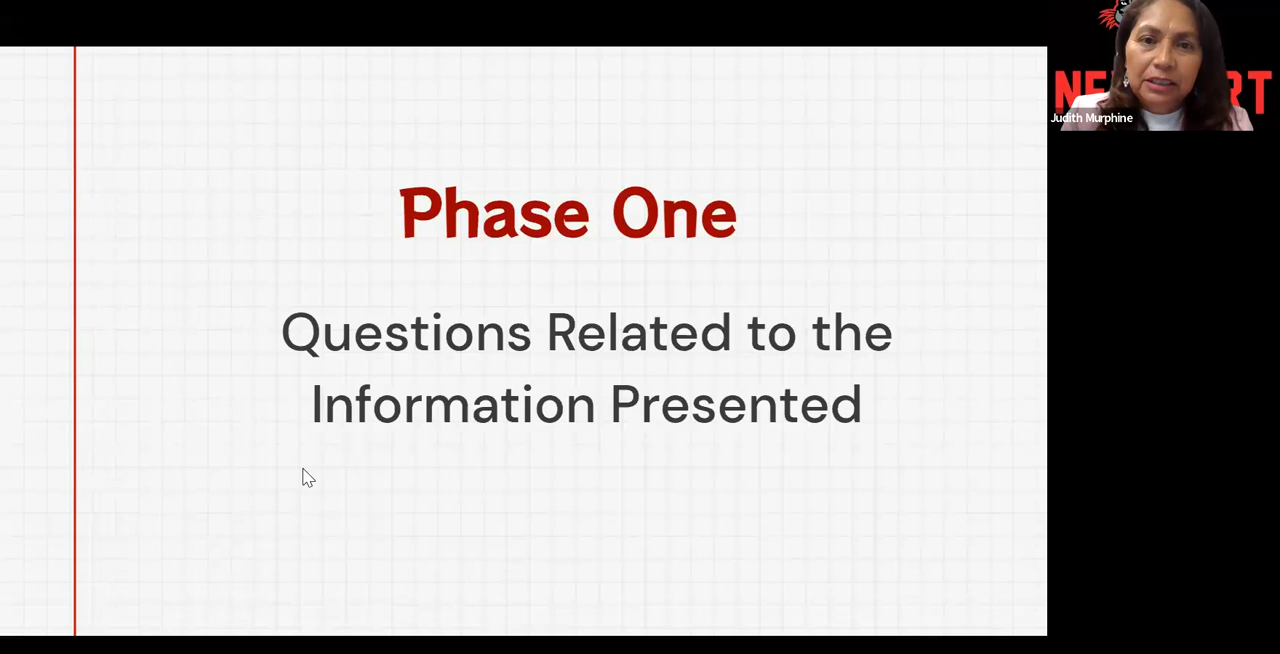 Phase One
Questions Related to the
Information Presented
Judith Murphine